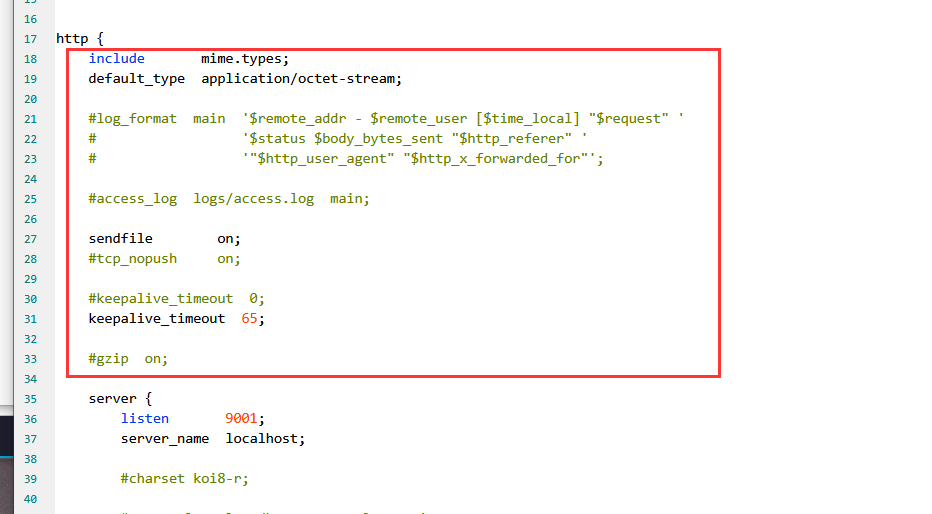 16
17 http {
18     include       mime.types;
19     default_type  application/octet-stream;
20
21     #log_format  main  '$remote_addr - $remote_user [$time_local] "$request" '
22     #                  '$status $body_bytes_sent "$http_referer" '
23     #                  '"$http_user_agent" "$http_x_forwarded_for"';
24
25     #access_log  logs/access.log  main;
26
27     sendfile        on;
28     #tcp_nopush     on;
29
30     #keepalive_timeout  0;
31     keepalive_timeout  65;
32
33     #gzip  on;
34
35     server {
36         listen       9001;
37         server_name  localhost;
38
39         #charset koi8-r;
40